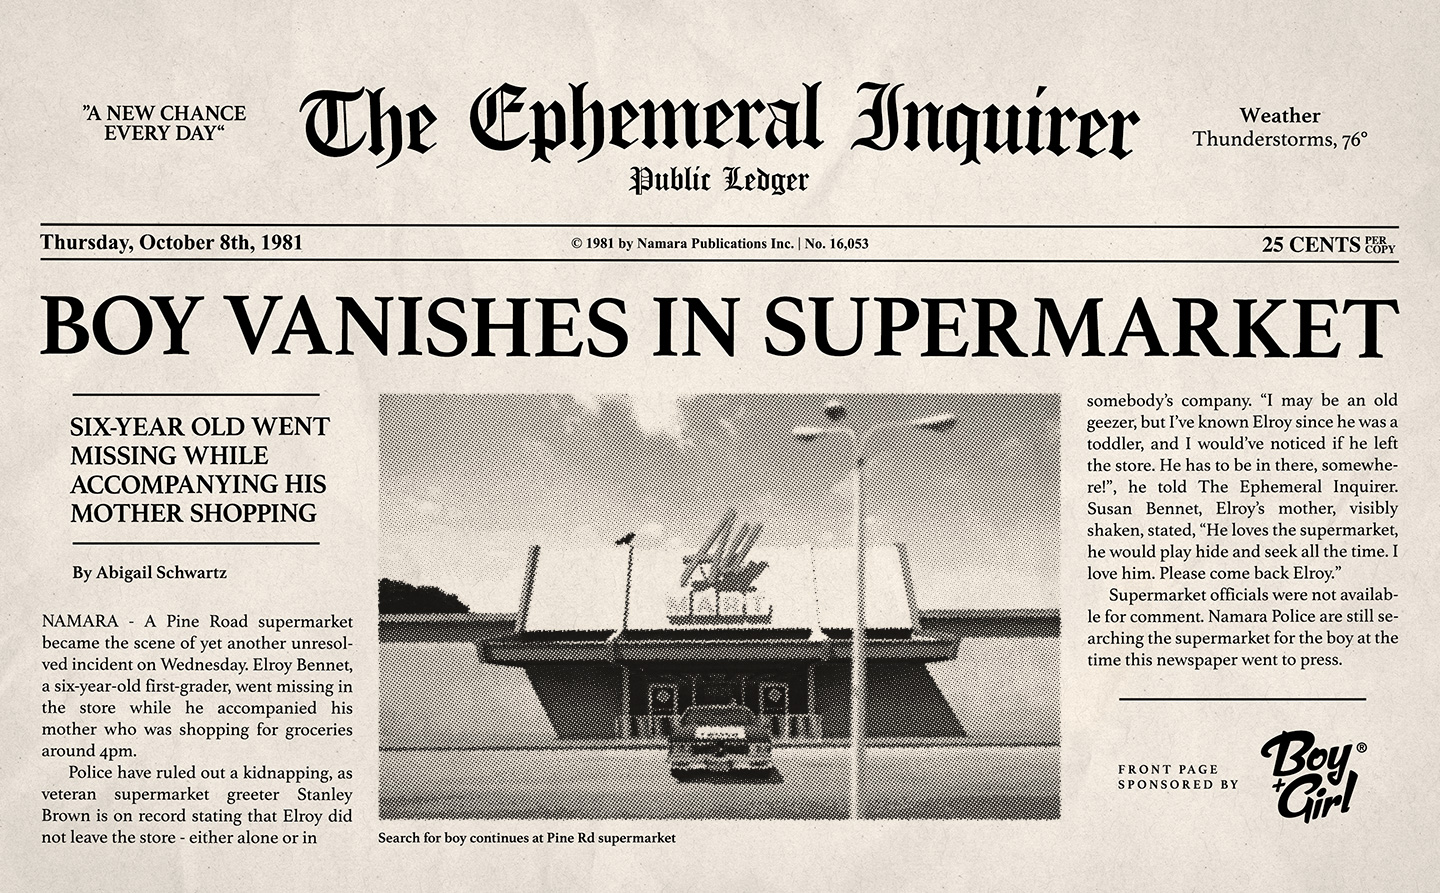 ”A NEW CHANCE
EVERY DAY“
The Ephemeral Inquirer
Public Ledger
Weather
Thunderstorms, 76°
Thursday, October 8th, 1981
© 1981 by Namara Publications Inc. | No. 16,053
25 CENTS PER COPY
BOY VANISHES IN SUPERMARKET
SIX-YEAR OLD WENT
MISSING WHILE
ACCOMPANYING HIS
MOTHER SHOPPING
By Abigail Schwartz
NAMARA - A Pine Road supermarket
became the scene of yet another unresol-
ved incident on Wednesday. Elroy Bennet,
a six-year-old first-grader, went missing in
the store while he accompanied his
mother who was shopping for groceries
around 4pm.
Police have ruled out a kidnapping, as
veteran supermarket greeter Stanley
Brown is on record stating that Elroy did
not leave the store - either alone or in
MART
Search for boy continues at Pine Rd supermarket
somebody’s company. “I may be an old
geezer, but I’ve known Elroy since he was a
toddler, and I would’ve noticed if he left
the store. He has to be in there, somewhe-
re!”, he told The Ephemeral Inquirer.
Susan Bennet, Elroy’s mother, visibly
shaken, stated, “He loves the supermarket,
he would play hide and seek all the time. I
love him. Please come back Elroy.”
Supermarket officials were not availab-
le for comment. Namara Police are still se-
arching the supermarket for the boy at the
time this newspaper went to press.
FRONT PAGE
SPONSORED BY
Boy®
+Girl